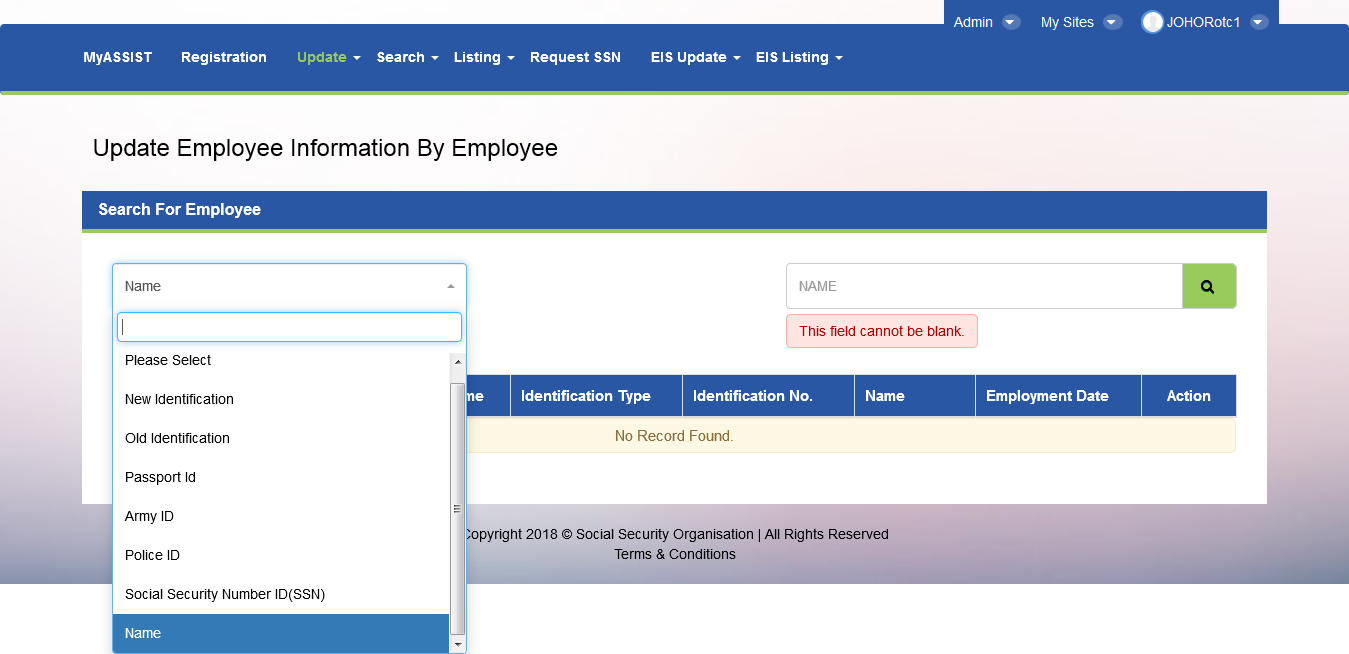 Admin My Sites JOHORotc1
MyASSIST Registration Update Search Listing Request SSN EIS Update EIS Listing
Update Employee Information By Employee
Search For Employee
Name
NAME
This field cannot be blank.
Please Select
New Identification
Old Identification
Passport Id
Army ID
Police ID
Social Security Number ID(SSN)
Name
Identification Type Identification No. Name Employment Date Action
No Record Found.
Copyright 2018 © Social Security Organisation | All Rights Reserved
Terms & Conditions